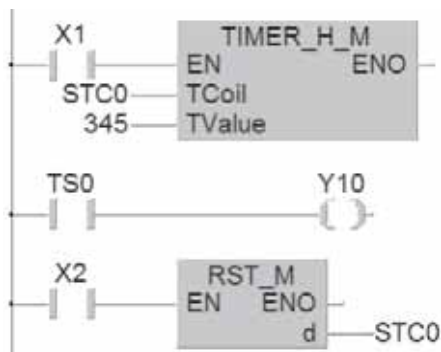 X1 TIMER_H_M
EN ENO
STC0 TCoil
345 TValue
TS0 Y10
X2 RST_M
EN ENO
d STC0